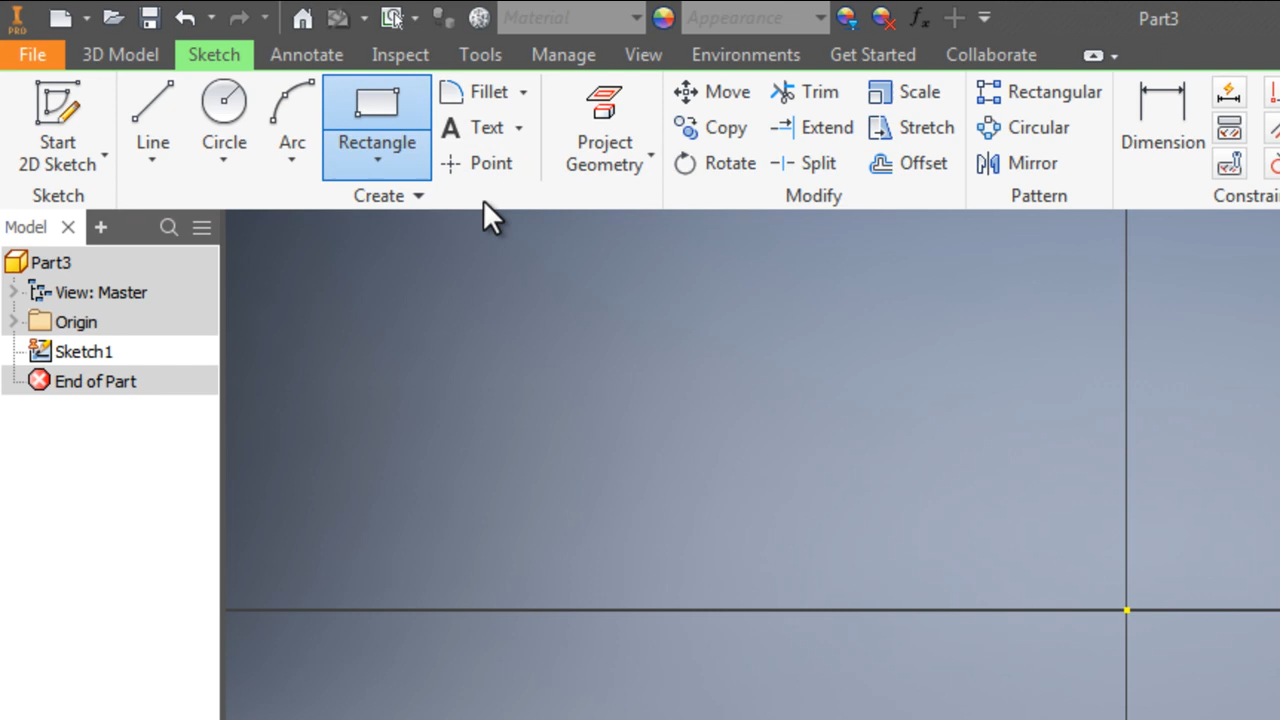 PRO Material Appearance fx Part3
File 3D Model Sketch Annotate Inspect Tools Manage View Environments Get Started Collaborate
Start 2D Sketch Line Circle Arc Rectangle Fillet Text Point Project Geometry Move Copy Rotate Trim Extend Split Scale Stretch Offset Rectangular Circular Mirror Dimension
Sketch Create Modify Pattern Constrai
Model
Part3
View: Master
Origin
Sketch1
End of Part